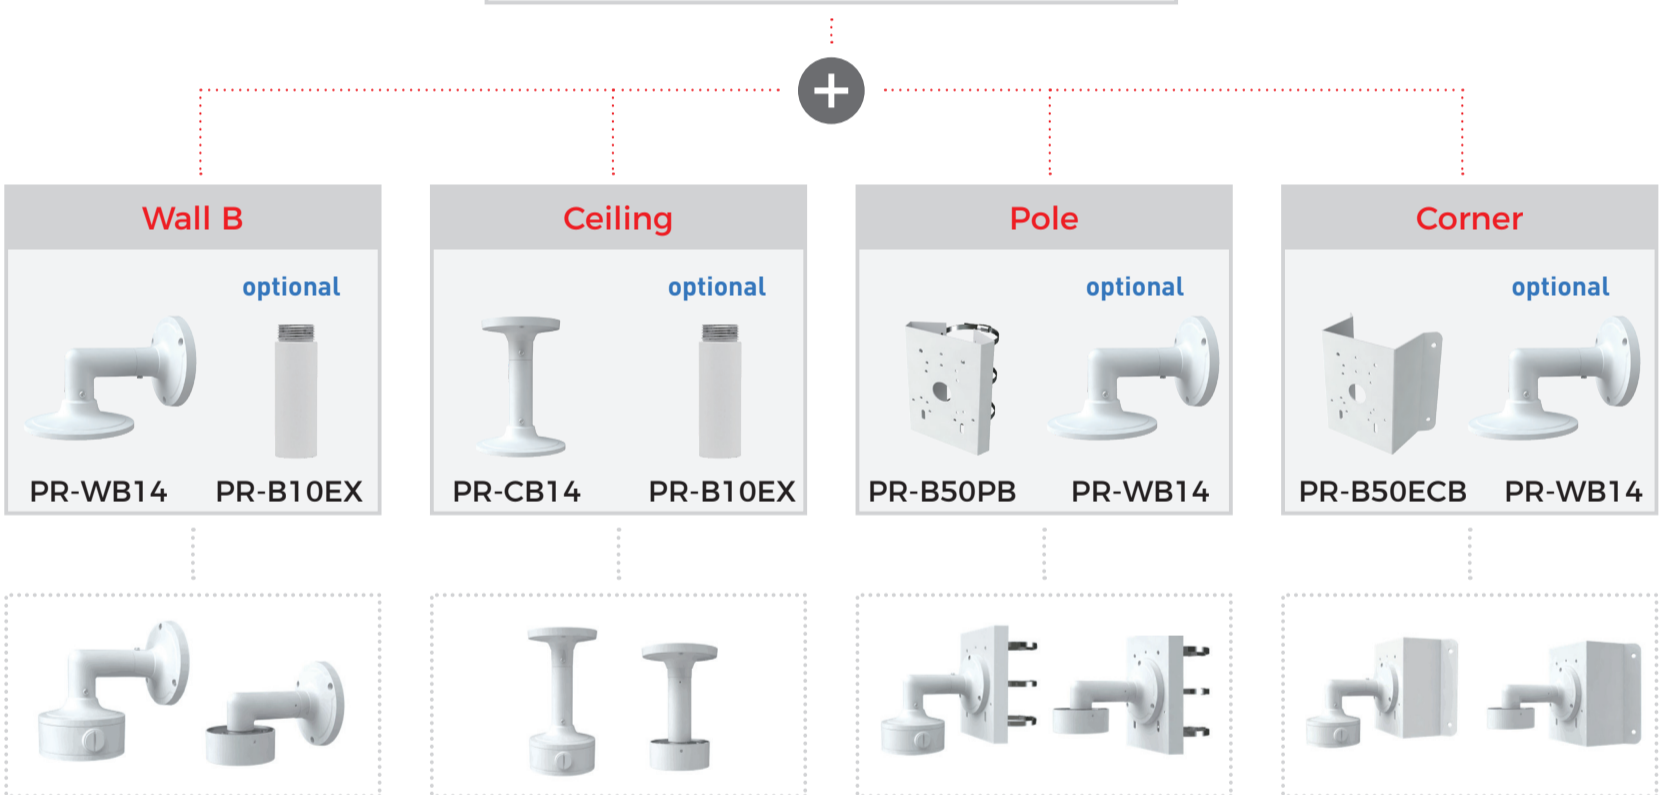 Wall B
optional
PR-WB14 PR-B10EX
Ceiling
optional
PR-CB14 PR-B10EX
Pole
optional
PR-B50PB PR-WB14
Corner
optional
PR-B50ECB PR-WB14